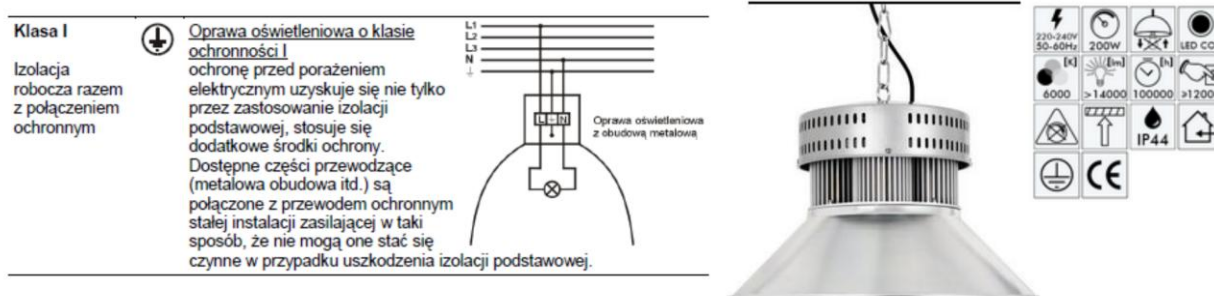 Klasa I
Izolacja
robocza razem
z połączeniem
ochronnym
Oprawa oświetleniowa o klasie
ochronności I
ochronę przed porażeniem
elektrycznym uzyskuje się nie tylko
przez zastosowanie izolacji
podstawowej, stosuje się
dodatkowe środki ochrony.
Dostępne części przewodzące
(metalowa obudowa itd.) są
połączone z przewodem ochronnym
stałej instalacji zasilającej w taki
sposób, że nie mogą one stać się
czynne w przypadku uszkodzenia izolacji podstawowej.
L1
L2
L3
N
L N
Oprawa oświetleniowa
z obudową metalową
220-240V
50-60Hz
200W
LED CO
[K]
6000
[lm]
>14000
[h]
100000
≥1200
IP44
CE